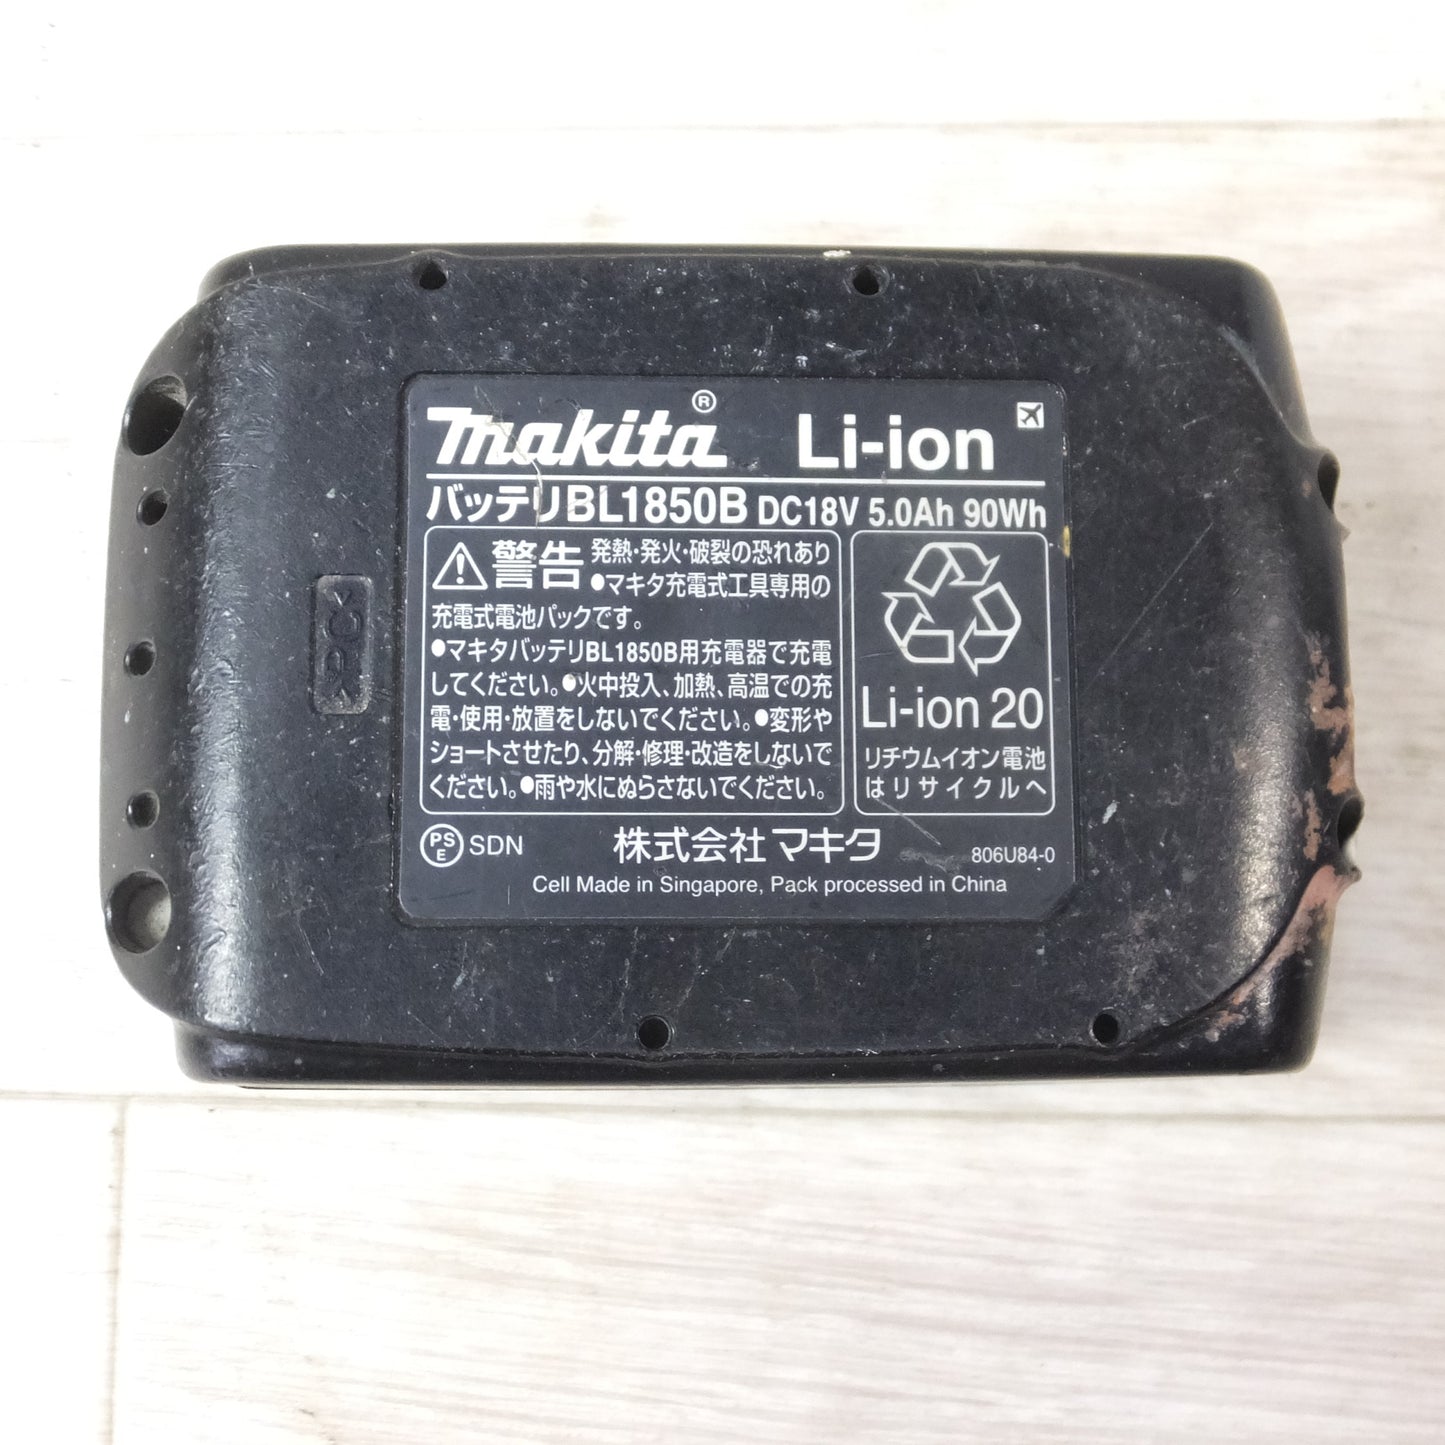 makita® Li-ion
バッテリBL1850B DC18V 5.0Ah 90Wh
警告 発熱・発火・破裂の恐れあり
●マキタ充電式工具専用の
充電式電池パックです。
●マキタバッテリBL1850B用充電器で充電
してください。●火中投入、加熱、高温での充
電・使用・放置をしないでください。●変形や
ショートさせたり、分解・修理・改造をしないで
ください。●雨や水にぬらさないでください。
Li-ion 20
リチウムイオン電池
はリサイクルへ
PSE SDN 株式会社マキタ 806U84-0
Cell Made in Singapore, Pack processed in China
>PC<